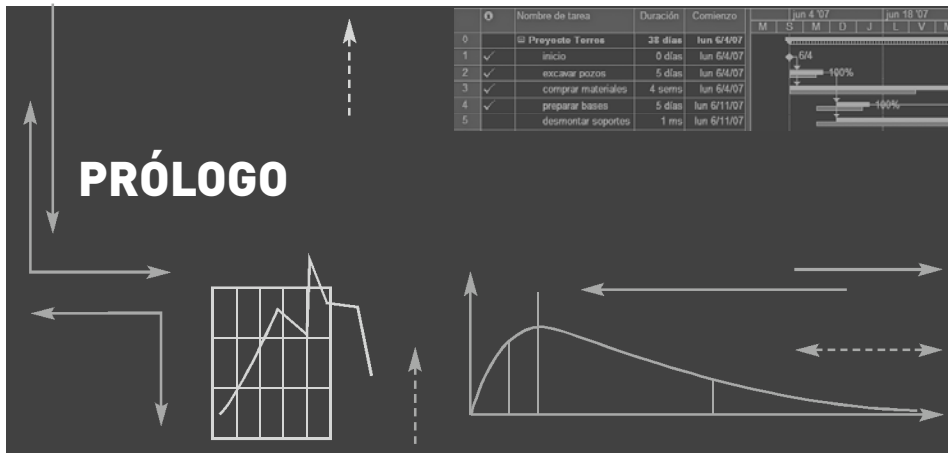 Nombre de tarea Duración Comienzo jun 4 '07 jun 18 '07
M S M D J L V M
0 Proyecto Torres 38 días lun 6/4/07
1 inicio 0 días lun 6/4/07 6/4
2 excavar pozos 5 días lun 6/4/07 100%
3 comprar materiales 4 sems lun 6/4/07
4 preparar bases 5 días lun 6/11/07 100%
5 desmontar soportes 1 ms lun 6/11/07
PRÓLOGO